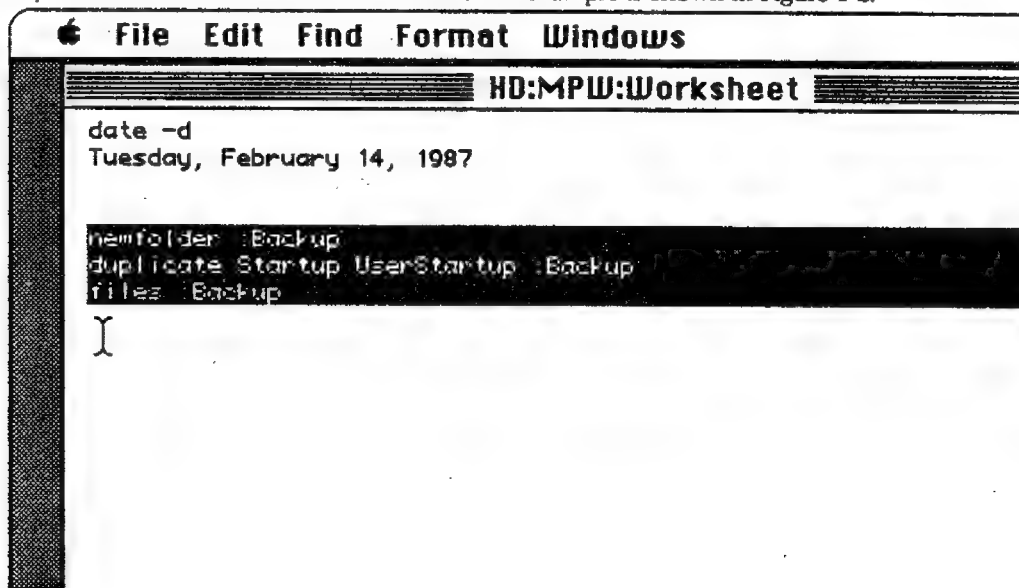 File Edit Find Format Windows
HD:MPW:Worksheet
date -d
Tuesday, February 14, 1987
newfolder :Backup
duplicate Startup UserStartup :Backup
files :Backup